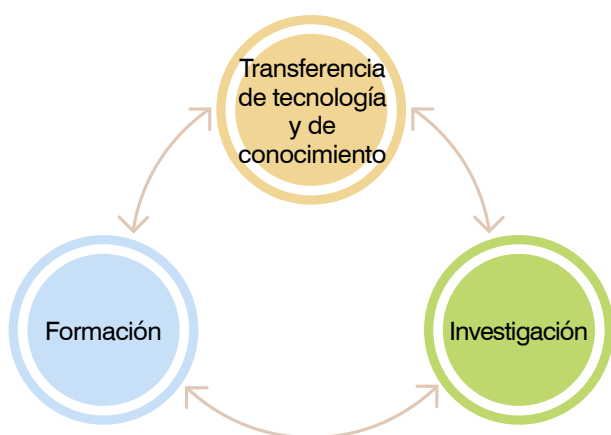 Transferencia
de tecnología
y de
conocimiento
Formación
Investigación